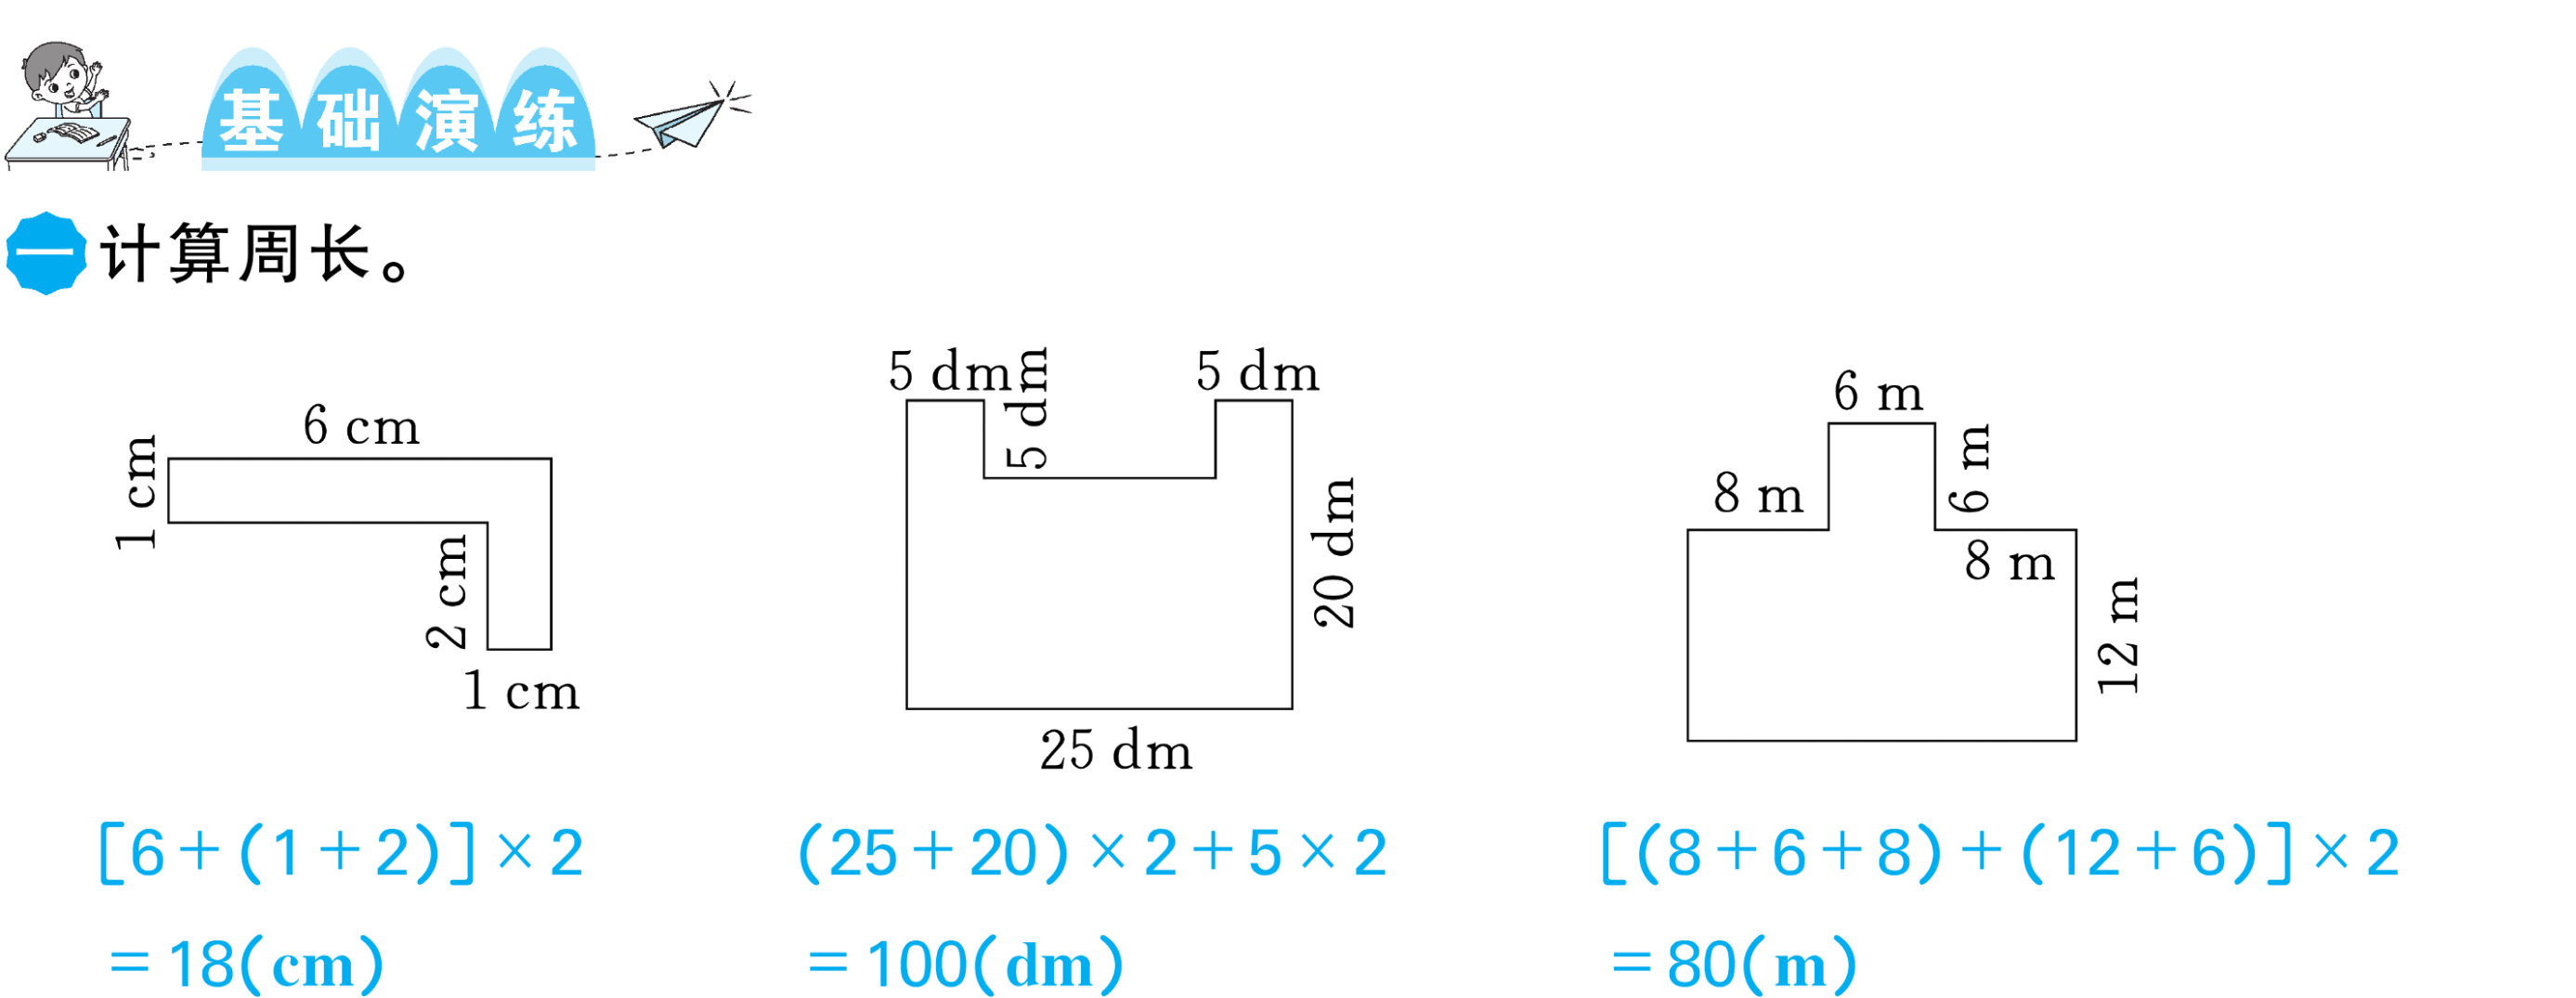 基础演练
一 计算周长。
6 cm
1 cm
2 cm
1 cm
5 dm
5 dm
5 dm
20 dm
25 dm
6 m
8 m
6 m
8 m
12 m
[6+(1+2)]×2
=18(cm)
(25+20)×2+5×2
=100(dm)
[(8+6+8)+(12+6)]×2
=80(m)